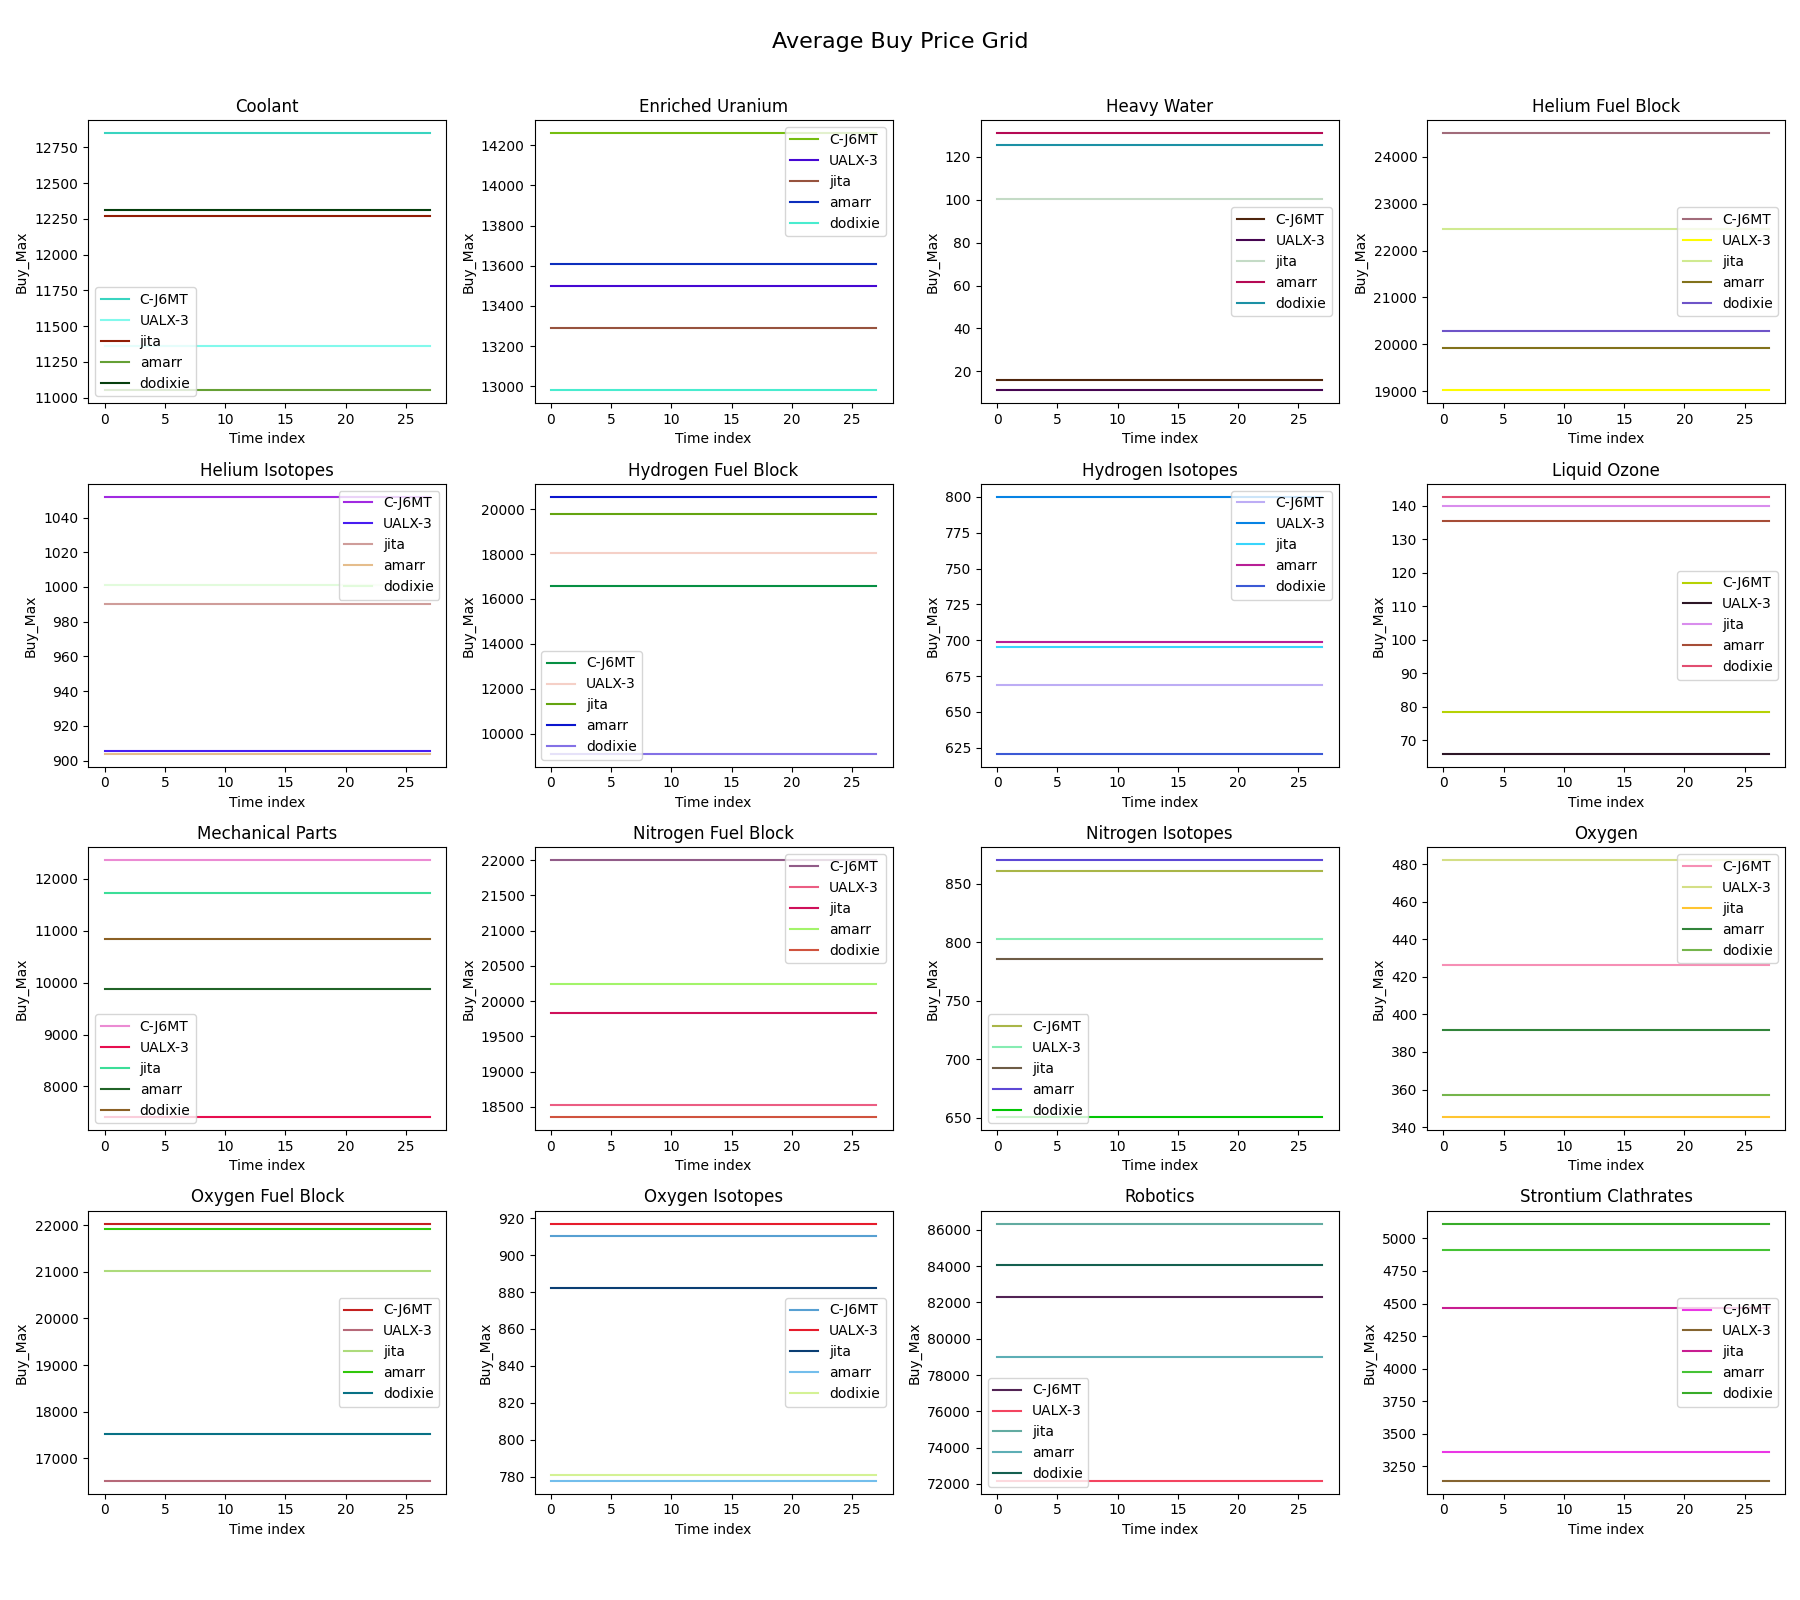 Average Buy Price Grid
Coolant
12750
12500
12250
12000
11750
11500
11250
11000
Buy_Max
C-J6MT
UALX-3
jita
amarr
dodixie
0 5 10 15 20 25
Time index
Enriched Uranium
14200
14000
13800
13600
13400
13200
13000
Buy_Max
C-J6MT
UALX-3
jita
amarr
dodixie
0 5 10 15 20 25
Time index
Heavy Water
120
100
80
60
40
20
Buy_Max
C-J6MT
UALX-3
jita
amarr
dodixie
0 5 10 15 20 25
Time index
Helium Fuel Block
24000
23000
22000
21000
20000
19000
Buy_Max
C-J6MT
UALX-3
jita
amarr
dodixie
0 5 10 15 20 25
Time index
Helium Isotopes
1040
1020
1000
980
960
940
920
900
Buy_Max
C-J6MT
UALX-3
jita
amarr
dodixie
0 5 10 15 20 25
Time index
Hydrogen Fuel Block
20000
18000
16000
14000
12000
10000
Buy_Max
C-J6MT
UALX-3
jita
amarr
dodixie
0 5 10 15 20 25
Time index
Hydrogen Isotopes
800
775
750
725
700
675
650
625
Buy_Max
C-J6MT
UALX-3
jita
amarr
dodixie
0 5 10 15 20 25
Time index
Liquid Ozone
140
130
120
110
100
90
80
70
Buy_Max
C-J6MT
UALX-3
jita
amarr
dodixie
0 5 10 15 20 25
Time index
Mechanical Parts
12000
11000
10000
9000
8000
Buy_Max
C-J6MT
UALX-3
jita
amarr
dodixie
0 5 10 15 20 25
Time index
Nitrogen Fuel Block
22000
21500
21000
20500
20000
19500
19000
18500
Buy_Max
C-J6MT
UALX-3
jita
amarr
dodixie
0 5 10 15 20 25
Time index
Nitrogen Isotopes
850
800
750
700
650
Buy_Max
C-J6MT
UALX-3
jita
amarr
dodixie
0 5 10 15 20 25
Time index
Oxygen
480
460
440
420
400
380
360
340
Buy_Max
C-J6MT
UALX-3
jita
amarr
dodixie
0 5 10 15 20 25
Time index
Oxygen Fuel Block
22000
21000
20000
19000
18000
17000
Buy_Max
C-J6MT
UALX-3
jita
amarr
dodixie
0 5 10 15 20 25
Time index
Oxygen Isotopes
920
900
880
860
840
820
800
780
Buy_Max
C-J6MT
UALX-3
jita
amarr
dodixie
0 5 10 15 20 25
Time index
Robotics
86000
84000
82000
80000
78000
76000
74000
72000
Buy_Max
C-J6MT
UALX-3
jita
amarr
dodixie
0 5 10 15 20 25
Time index
Strontium Clathrates
5000
4750
4500
4250
4000
3750
3500
3250
Buy_Max
C-J6MT
UALX-3
jita
amarr
dodixie
0 5 10 15 20 25
Time index